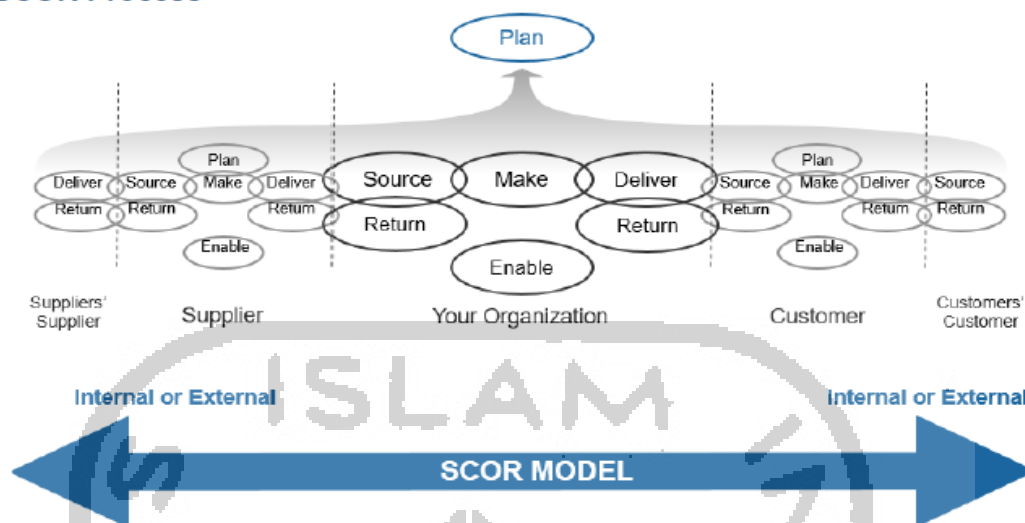 Plan
Plan
Plan
Deliver Source Make Deliver Source Make Deliver Source Make Deliver Source
Return Return Return Return Return Return Return Return
Enable Enable
Enable
Suppliers'
Supplier
Supplier
Your Organization
Customer
Customers'
Customer
Internal or External
Internal or External
ISLAM
SCOR MODEL